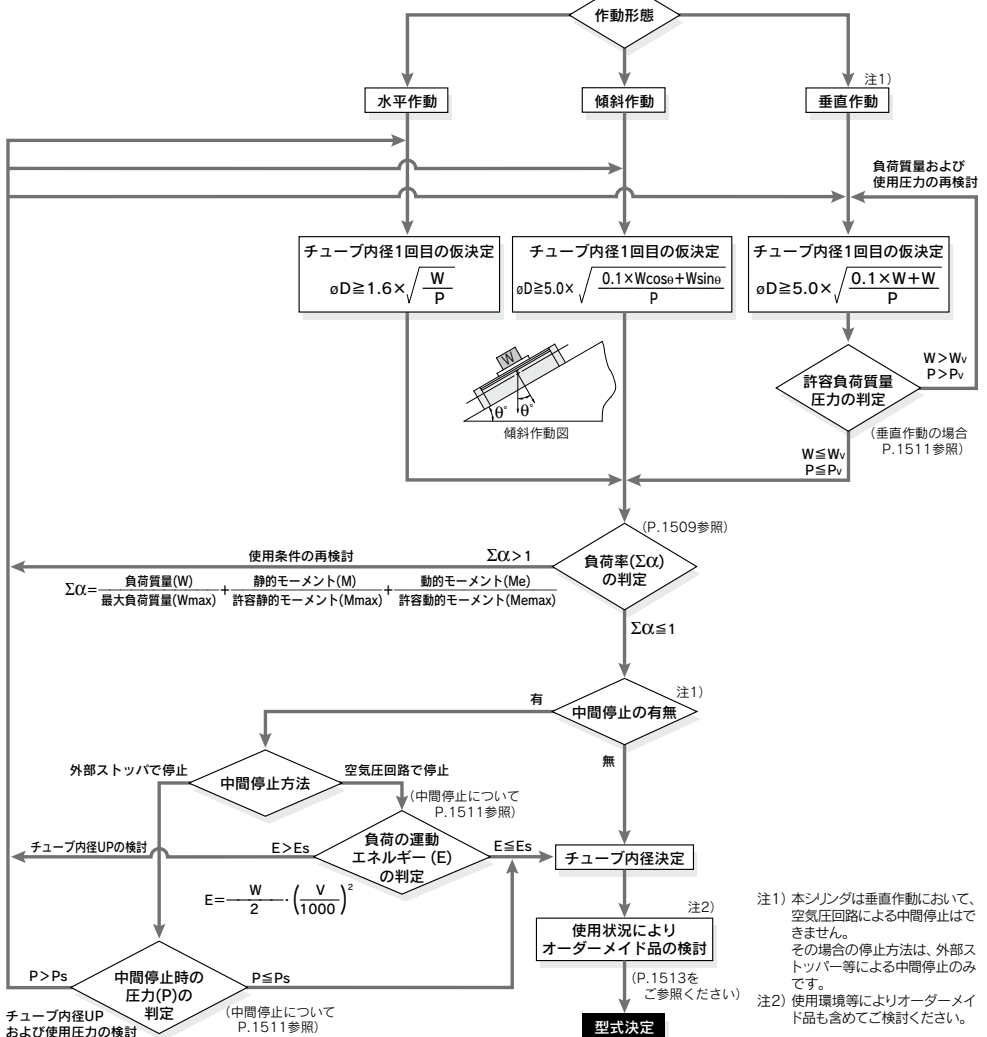 作動形態
水平作動
傾斜作動
注1)
垂直作動
負荷質量および
使用圧力の再検討
チューブ内径1回目の仮決定
øD≧1.6×√(W/P)
チューブ内径1回目の仮決定
øD≧5.0×√((0.1×Wcosθ+Wsinθ)/P)
チューブ内径1回目の仮決定
øD≧5.0×√((0.1×W+W)/P)
W
θ°
θ°
傾斜作動図
許容負荷質量
圧力の判定
W>Wv
P>Pv
(垂直作動の場合
P.1511参照)
W≦Wv
P≦Pv
(P.1509参照)
負荷率(Σα)
の判定
使用条件の再検討
Σα>1
Σα=負荷質量(W)/最大負荷質量(Wmax)+静的モーメント(M)/許容静的モーメント(Mmax)+動的モーメント(Me)/許容動的モーメント(Memax)
Σα≦1
注1)
中間停止の有無
有
無
外部ストッパで停止
中間停止方法
空気圧回路で停止
(中間停止について
P.1511参照)
チューブ内径UPの検討
E>Es
負荷の運動
エネルギー(E)
の判定
E≦Es
E=W/2・(V/1000)²
チューブ内径決定
注2)
使用状況により
オーダーメイド品の検討
(P.1513を
ご参照ください)
型式決定
P>Ps
中間停止時の
圧力(P)の
判定
P≦Ps
(中間停止について
P.1511参照)
チューブ内径UP
および使用圧力の検討
注1) 本シリンダは垂直作動において、
空気圧回路による中間停止はで
きません。
その場合の停止方法は、外部ス
トッパー等による中間停止のみ
です。
注2) 使用環境等によりオーダーメイ
ド品も含めてご検討ください。